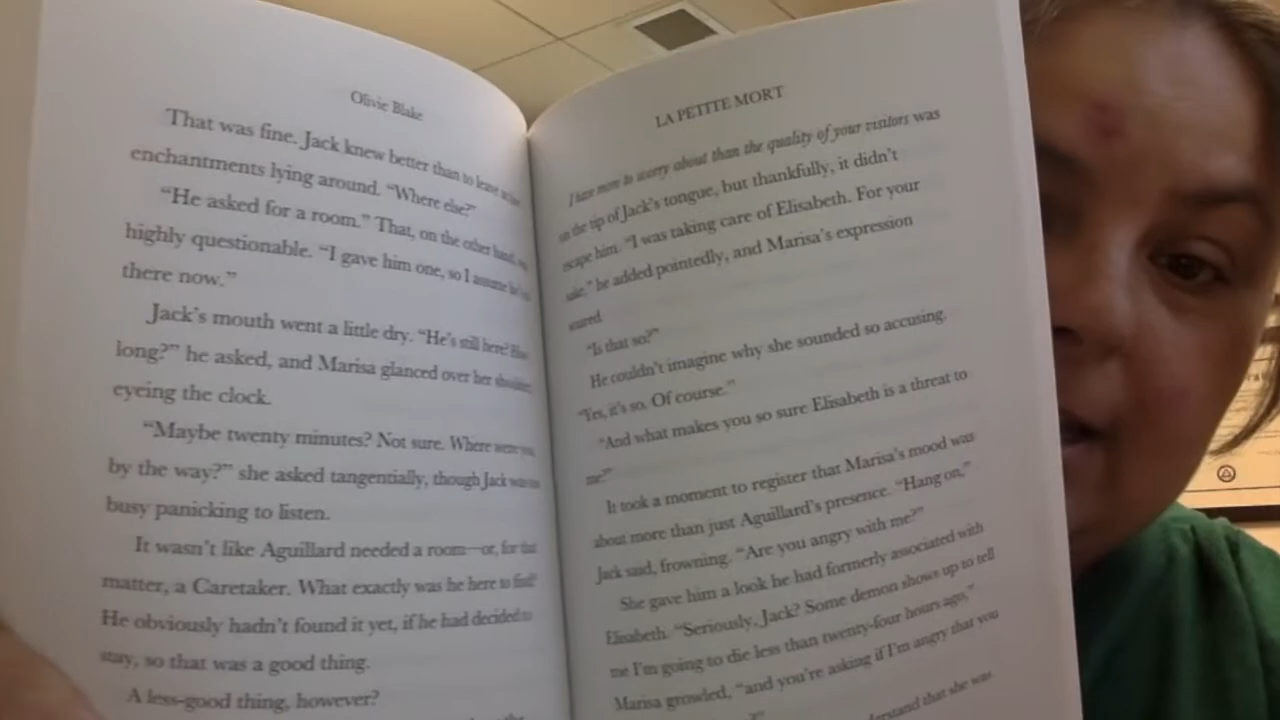 Olivie Blake
That was fine. Jack knew better than to leave
enchantments lying around. “Where else?”
“He asked for a room.” That, on the other hand, was
highly questionable. “I gave him one, so I assume he's
there now.”
Jack's mouth went a little dry. “He's still here? How
long?” he asked, and Marisa glanced over her shoulder,
eyeing the clock.
“Maybe twenty minutes? Not sure. Where were you,
by the way?” she asked tangentially, though Jack was too
busy panicking to listen.
It wasn't like Aguillard needed a room—or, for that
matter, a Caretaker. What exactly was he here to find?
He obviously hadn't found it yet, if he had decided to
stay, so that was a good thing.
A less-good thing, however?
the
LA PETITE MORT
I have more to worry about than the quality of your visitors was
on the tip of Jack's tongue, but thankfully, it didn't
escape him. “I was taking care of Elisabeth. For your
sake,” he added pointedly, and Marisa's expression
soured.
“Is that so?”
He couldn't imagine why she sounded so accusing.
“Yes, it's so. Of course.”
“And what makes you so sure Elisabeth is a threat to
me?”
It took a moment to register that Marisa's mood was
about more than just Aguillard's presence. “Hang on,”
Jack said, frowning. “Are you angry with me?”
She gave him a look he had formerly associated with
Elisabeth. “Seriously, Jack? Some demon shows up to tell
me I'm going to die less than twenty-four hours ago,”
Marisa growled, “and you're asking if I'm angry that you
that she was